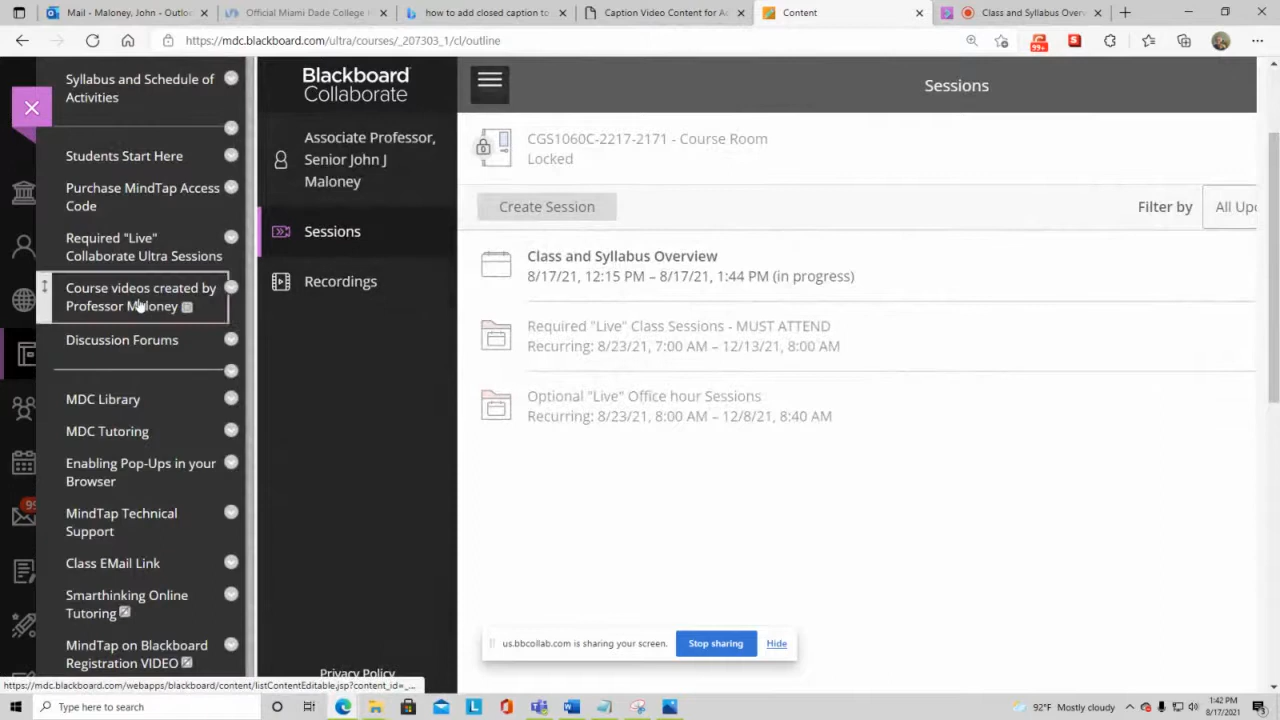 Mail - Maloney, John - Outlo
Official Miami Dade College
how to add closed caption to
Caption Video Content for A
Content
Class and Syllabus Overv
https://mdc.blackboard.com/ultra/courses/_207303_1/cl/outline
99+
Syllabus and Schedule of
Activities
Students Start Here
Purchase MindTap Access
Code
Required "Live"
Collaborate Ultra Sessions
Course videos created by
Professor Maloney
Discussion Forums
MDC Library
MDC Tutoring
Enabling Pop-Ups in your
Browser
MindTap Technical
Support
Class EMail Link
Smarthinking Online
Tutoring
MindTap on Blackboard
Registration VIDEO
Blackboard
Collaborate
Associate Professor,
Senior John J
Maloney
Sessions
Recordings
Privacy Policy
Sessions
CGS1060C-2217-2171 - Course Room
Locked
Create Session
Filter by
All Upc
Class and Syllabus Overview
8/17/21, 12:15 PM – 8/17/21, 1:44 PM (in progress)
Required "Live" Class Sessions - MUST ATTEND
Recurring: 8/23/21, 7:00 AM – 12/13/21, 8:00 AM
Optional "Live" Office hour Sessions
Recurring: 8/23/21, 8:00 AM – 12/8/21, 8:40 AM
us.bbcollab.com is sharing your screen.
Stop sharing
Hide
https://mdc.blackboard.com/webapps/blackboard/content/listContentEditable.jsp?content_id=_...
Type here to search
92°F Mostly cloudy
1:42 PM
8/17/2021